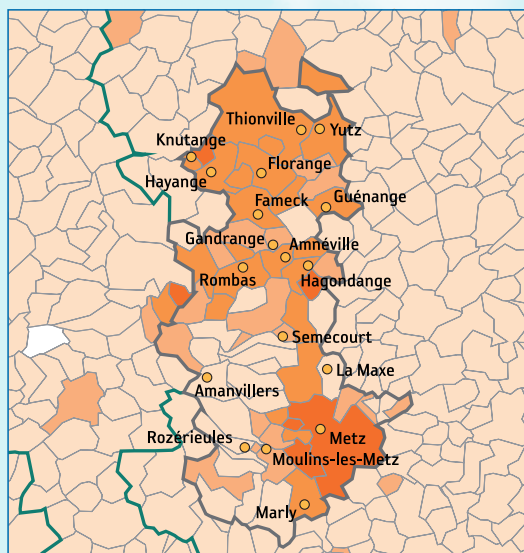 Thionville
Yutz
Knutange
Florange
Hayange
Fameck
Guénange
Gandrange
Amnéville
Rombas
Hagondange
Semecourt
La Maxe
Amanvillers
Rozérieules
Metz
Moulins-les-Metz
Marly